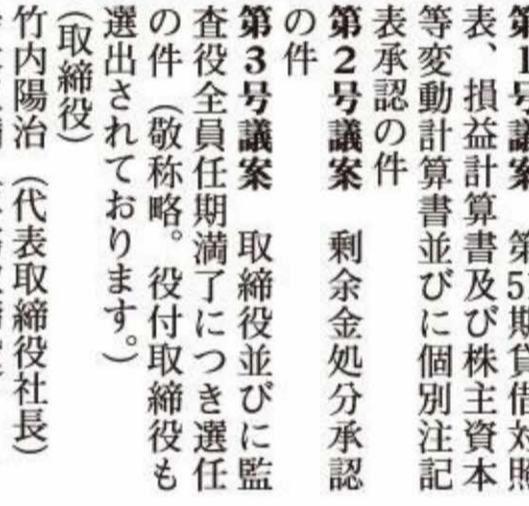 第1号議案　第5期貸借対照
表、損益計算書及び株主資本
等変動計算書並びに個別注記
表承認の件
第2号議案　剰余金処分承認
の件
第3号議案　取締役並びに監
査役全員任期満了につき選任
の件（敬称略。役付取締役も
選出されております。）
（取締役）
竹内陽治（代表取締役社長）